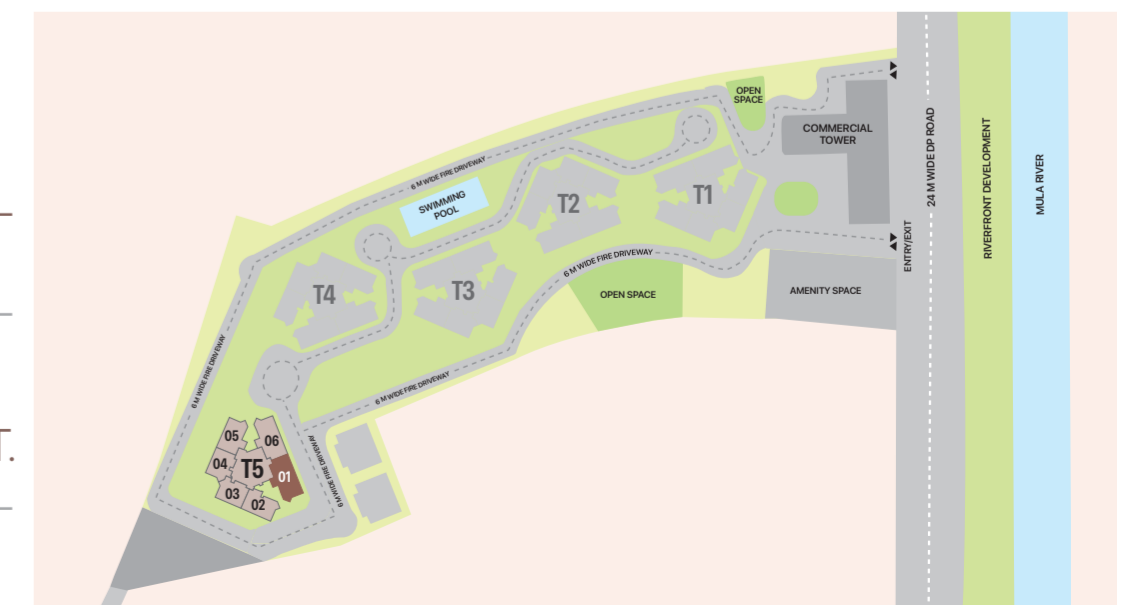 OPEN
SPACE
COMMERCIAL
TOWER
24 M WIDE DP ROAD
RIVERFRONT DEVELOPMENT
MULA RIVER
6 M WIDE FIRE DRIVEWAY
SWIMMING
POOL
T2
T1
ENTRY/EXIT
6 M WIDE FIRE DRIVEWAY
T4
T3
OPEN SPACE
AMENITY SPACE
6 M WIDE FIRE DRIVEWAY
6 M WIDE FIRE DRIVEWAY
T.
05
06
6 M WIDE FIRE DRIVEWAY
04
T5
01
03
02